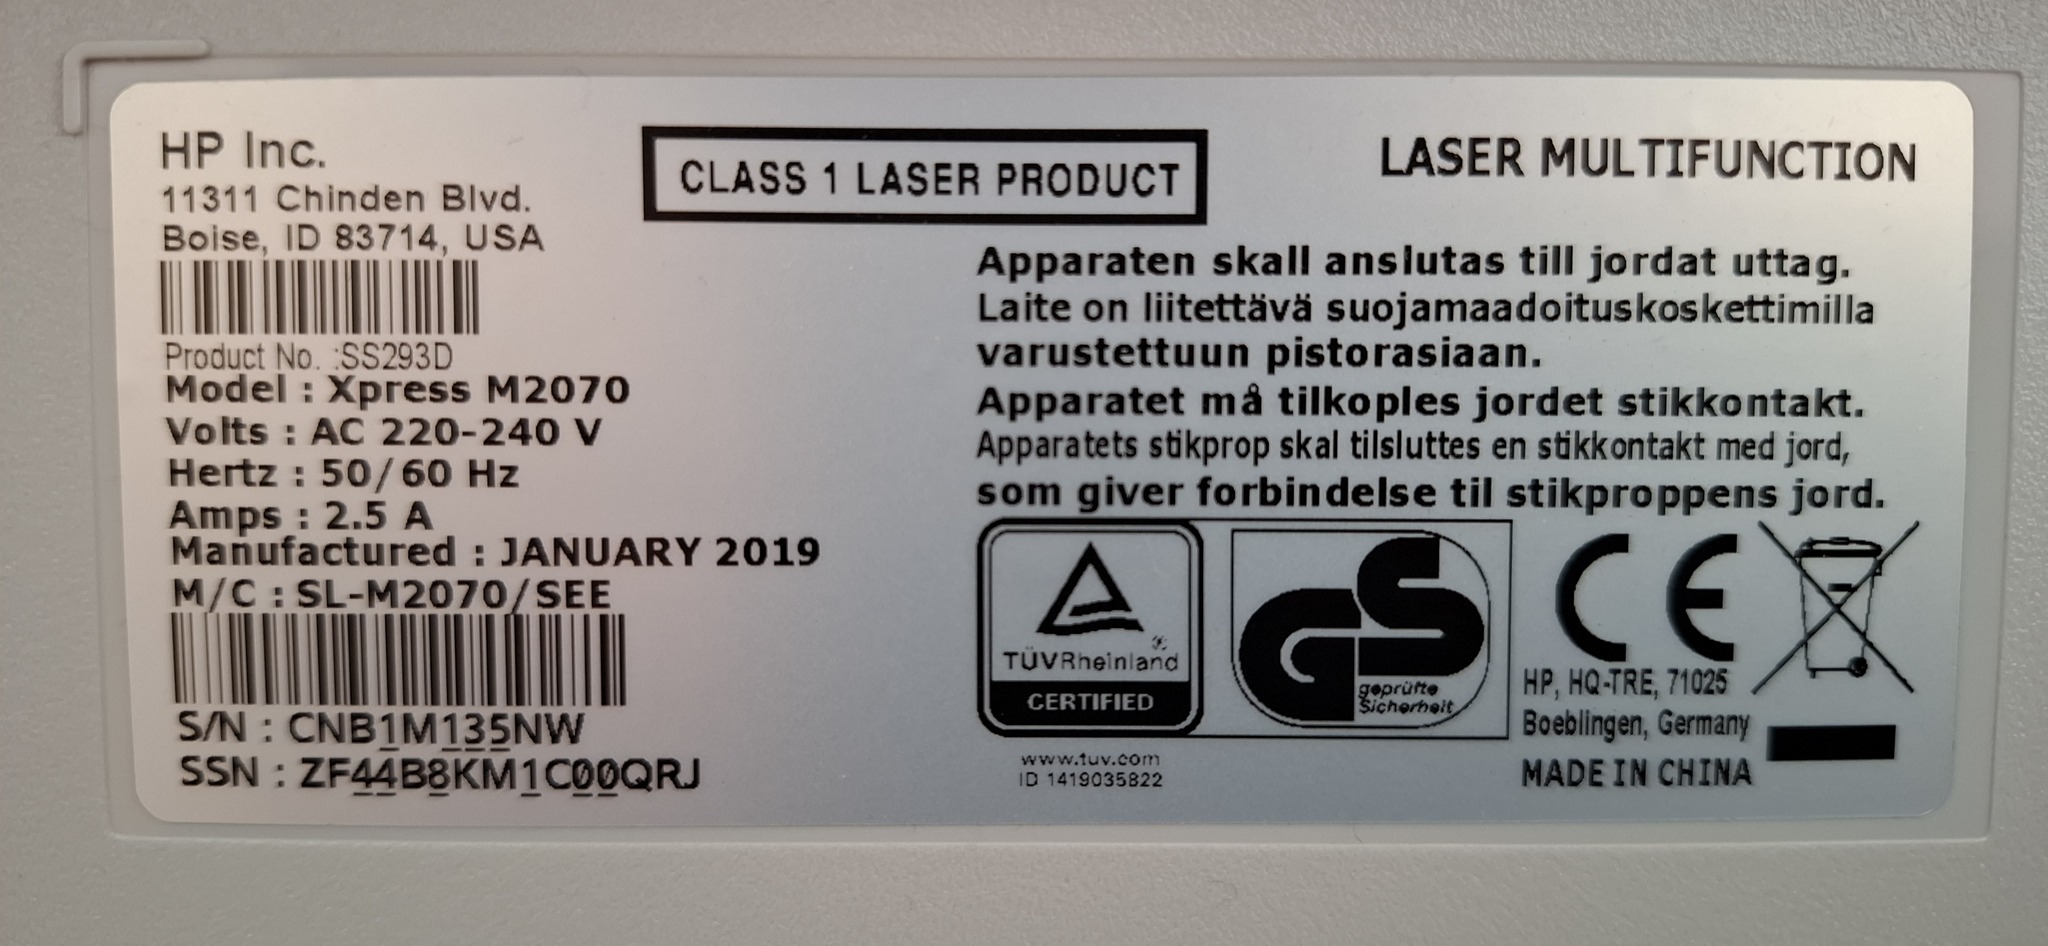 HP Inc.
11311 Chinden Blvd.
Boise, ID 83714, USA
Product No. :SS293D
Model : Xpress M2070
Volts : AC 220-240 V
Hertz : 50/60 Hz
Amps : 2.5 A
Manufactured : JANUARY 2019
M/C : SL-M2070/SEE
S/N : CNB1M135NW
SSN : ZF44B8KM1C00QRJ
CLASS 1 LASER PRODUCT
LASER MULTIFUNCTION
Apparaten skall anslutas till jordat uttag.
Laite on liitettävä suojamaadoituskoskettimilla
varustettuun pistorasiaan.
Apparatet må tilkoples jordet stikkontakt.
Apparatets stikprop skal tilsluttes en stikkontakt med jord,
som giver forbindelse til stikproppens jord.
®
TÜVRheinland
CERTIFIED
www.tuv.com
ID 1419035822
GS
geprüfte
Sicherheit
CE
HP, HQ-TRE, 71025
Boeblingen, Germany
MADE IN CHINA